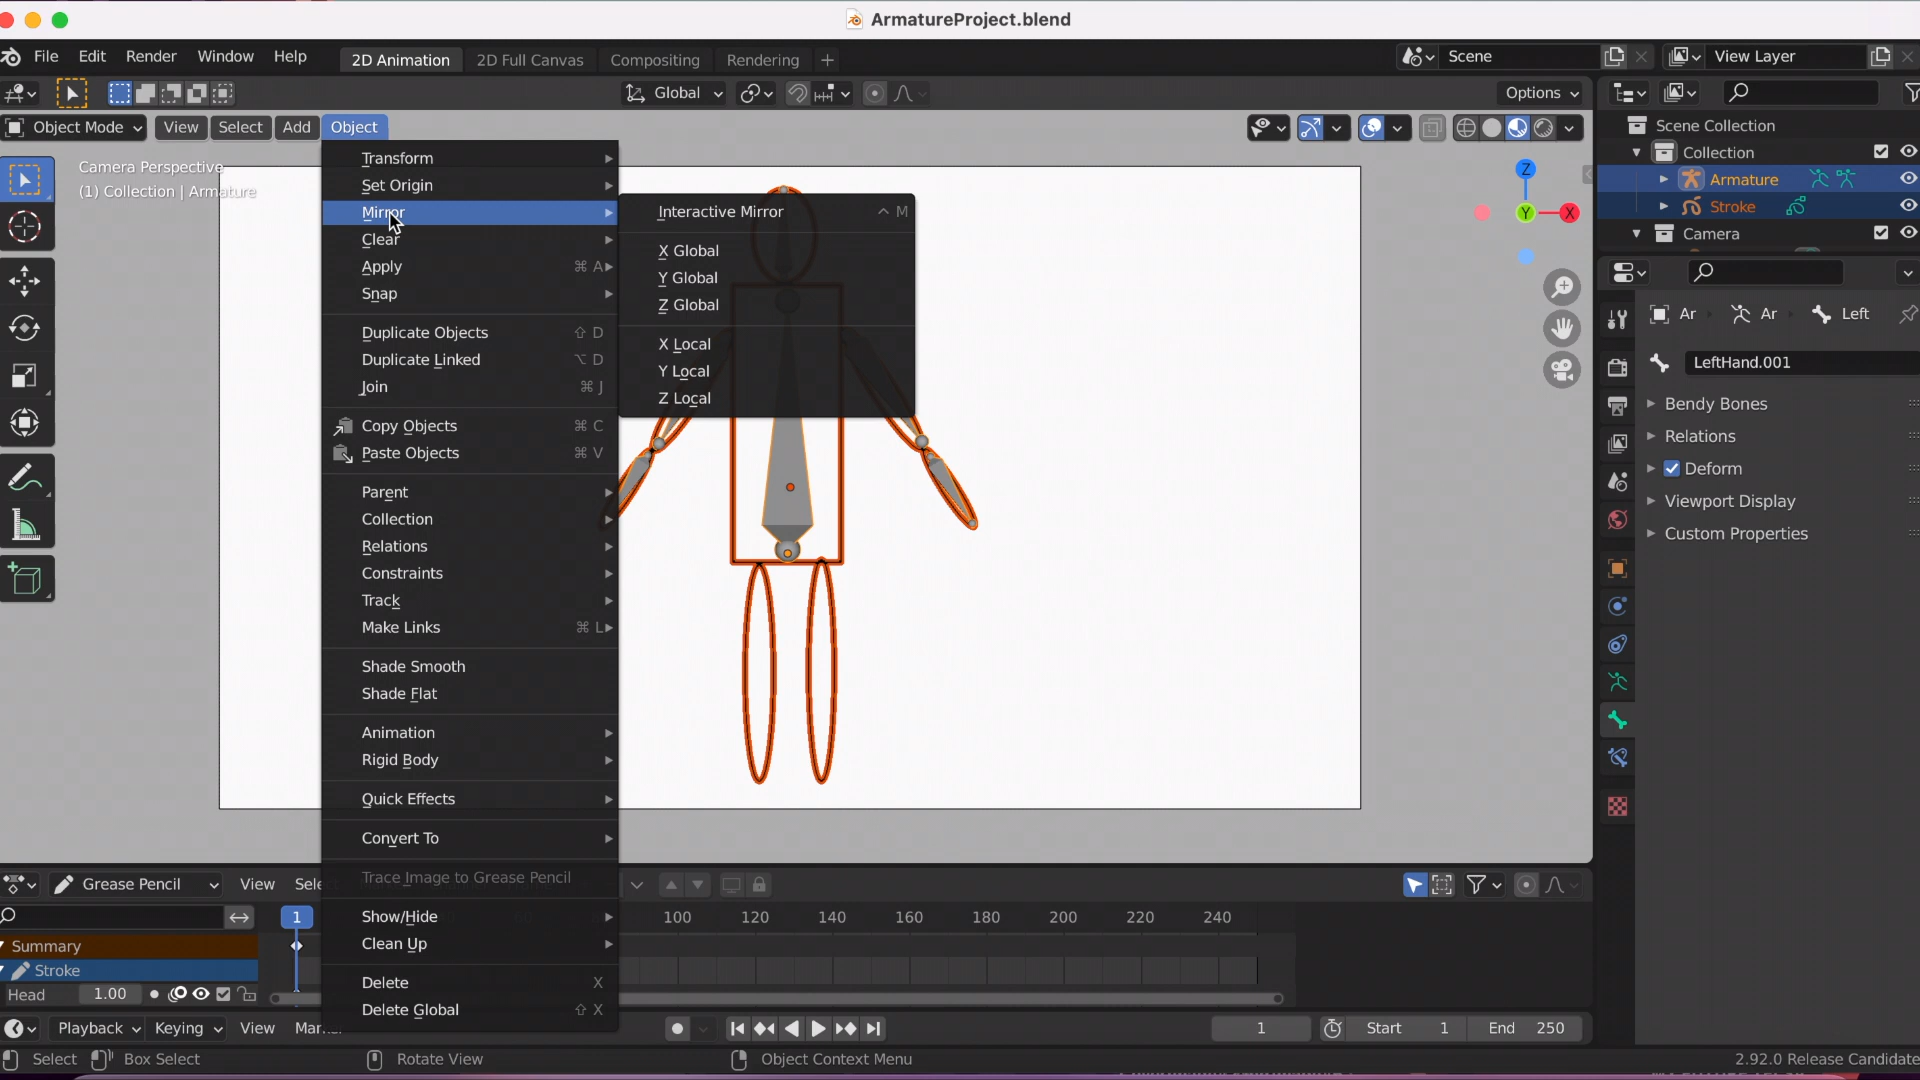 ArmatureProject.blend
File Edit Render Window Help 2D Animation 2D Full Canvas Compositing Rendering + Scene View Layer
Global Options
Object Mode View Select Add Object
Camera Perspective
(1) Collection | Armature
Transform
Set Origin
Mirror
Clear
Apply ⌘ A
Snap
Duplicate Objects ⇧ D
Duplicate Linked ⌥ D
Join ⌘ J
Copy Objects ⌘ C
Paste Objects ⌘ V
Parent
Collection
Relations
Constraints
Track
Make Links ⌘ L
Shade Smooth
Shade Flat
Animation
Rigid Body
Quick Effects
Convert To
Trace Image to Grease Pencil
Show/Hide
Clean Up
Delete X
Delete Global ⇧ X
Interactive Mirror ^ M
X Global
Y Global
Z Global
X Local
Y Local
Z Local
Z
Y
X
Scene Collection
Collection
Armature
Stroke
Camera
Ar Ar Left
LeftHand.001
Bendy Bones
Relations
Deform
Viewport Display
Custom Properties
Grease Pencil View Sele
1 100 120 140 160 180 200 220 240
Summary
Stroke
Head 1.00
Playback Keying View Mar 1 Start 1 End 250
Select Box Select Rotate View Object Context Menu 2.92.0 Release Candidate